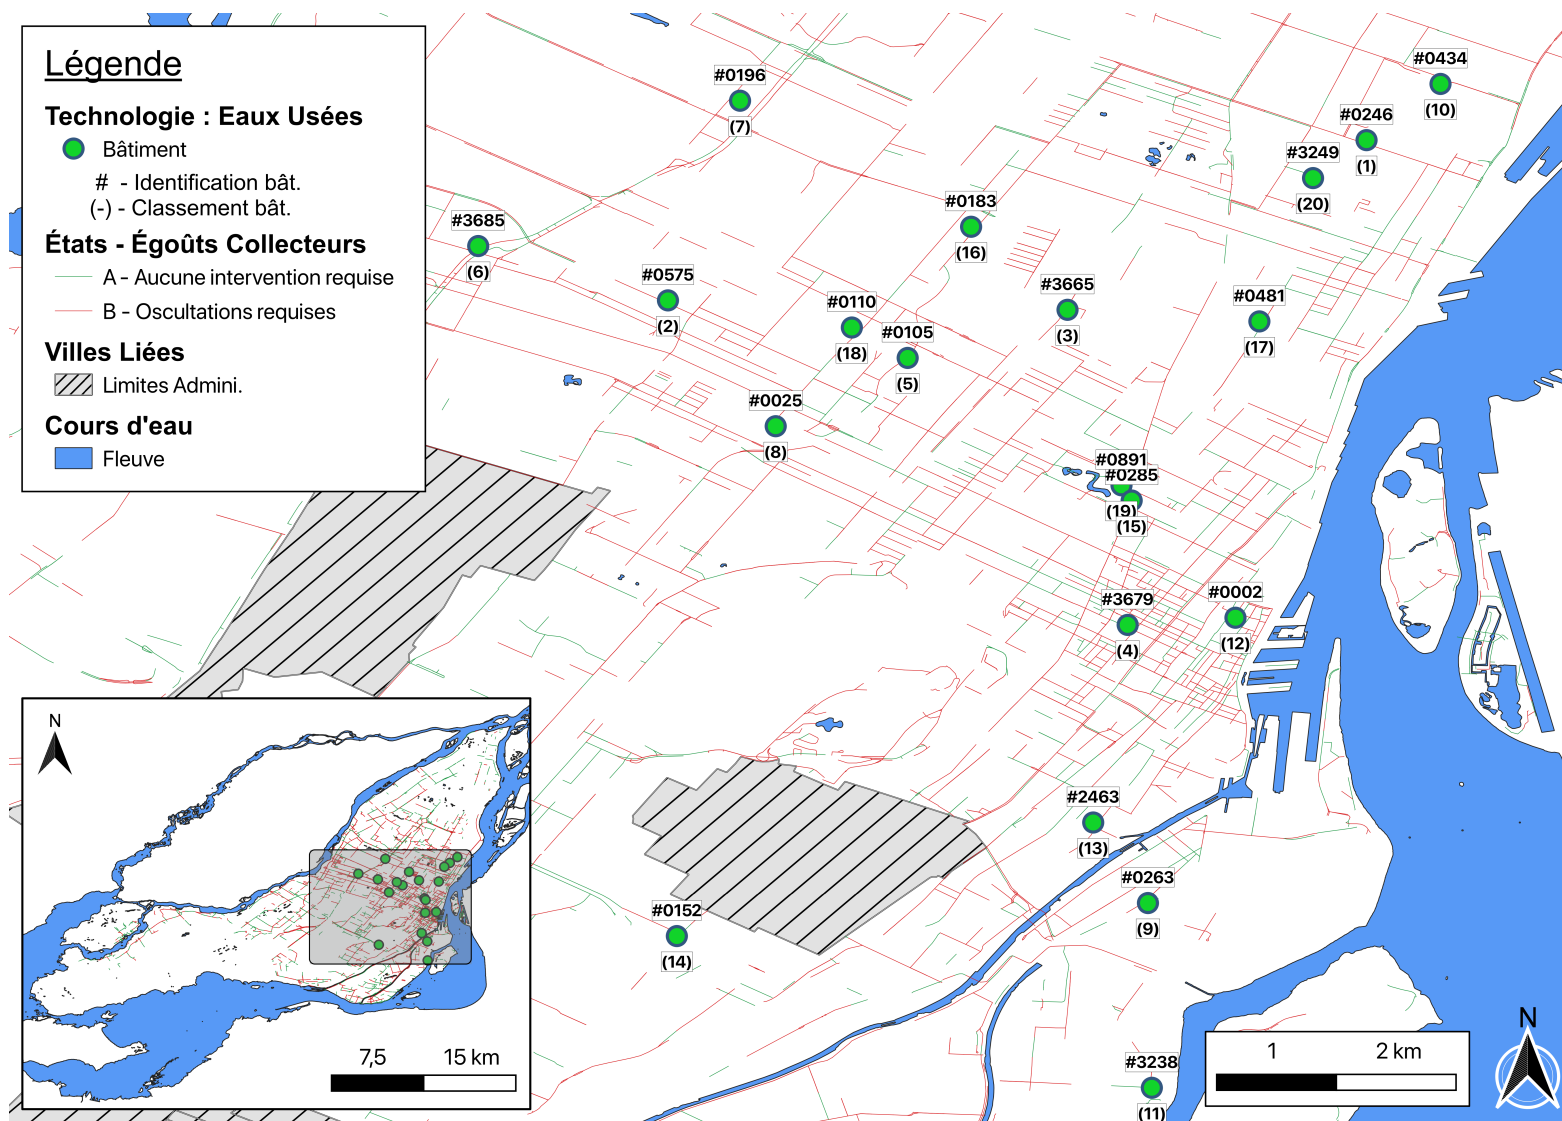 Légende
Technologie : Eaux Usées
Bâtiment
# - Identification bât.
(-) - Classement bât.
États - Égoûts Collecteurs
A - Aucune intervention requise
B - Oscultations requises
Villes Liées
Limites Admini.
Cours d'eau
Fleuve
#0434
(10)
#0196
(7)
#0246
(1)
#3249
(20)
#0183
(16)
#3685
(6)
#0575
(2)
#3665
(3)
#0481
(17)
#0110
(18)
#0105
(5)
#0025
(8)
#0891
#0285
(19)
(15)
#0002
(12)
#3679
(4)
#2463
(13)
#0263
(9)
#0152
(14)
#3238
(11)
N
7,5 15 km
1 2 km
N